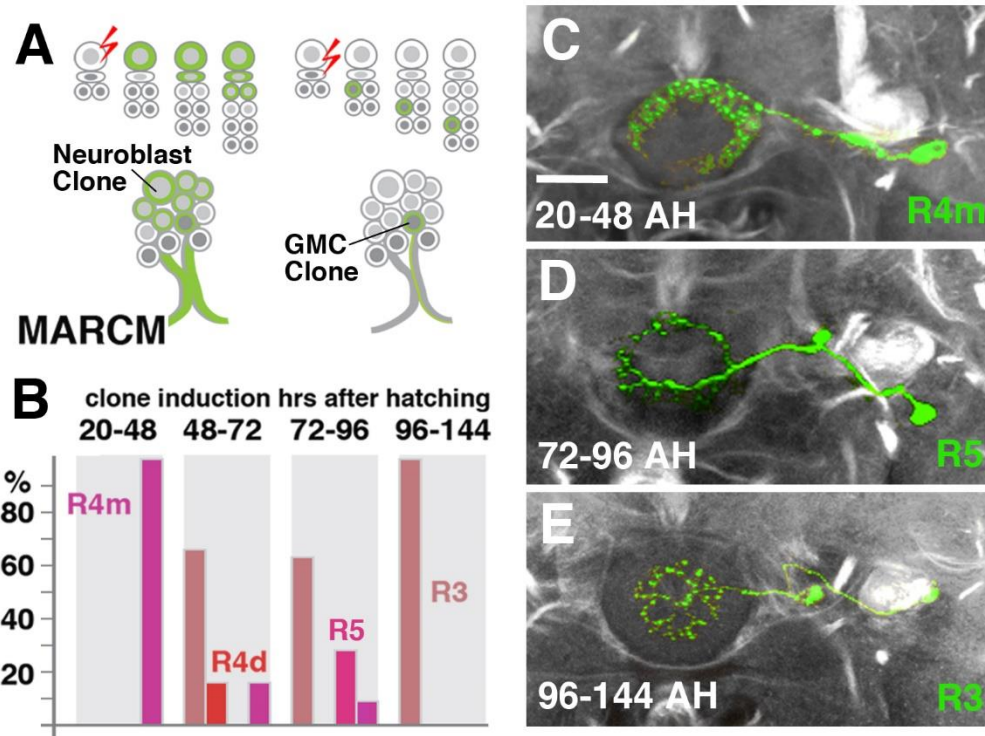 A
Neuroblast
Clone
GMC
Clone
MARCM
B
clone induction hrs after hatching
20-48 48-72 72-96 96-144
%
80
60
40
20
R4m
R4d
R5
R3
C
20-48 AH
R4m
D
72-96 AH
R5
E
96-144 AH
R3